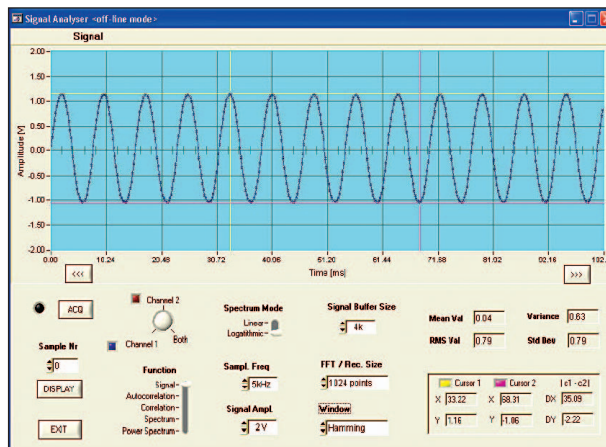 Signal Analyser <off-line mode>
Signal
2.00
1.50
1.00
0.50
0.00
-0.50
-1.00
-1.50
-2.00
Amplitude [V]
0.00 10.24 20.48 30.72 40.06 51.20 61.44 71.58 81.02 02.16 102.
Time [ms]
<<<
>>>
ACQ
Channel 2
Both
Channel 1
Sample Nr
0
DISPLAY
EXIT
Function
Signal
Autocorrelation
Correlation
Spectrum
Power Spectrum
Spectrum Mode
Linear
Logarithmic
Sampl. Freq
5kHz
Signal Ampl.
2V
Signal Buffer Size
4k
FFT / Rec. Size
1024 points
Window
Hamming
Mean Val 0.04 Variance 0.63
RMS Val 0.79 Std Dev 0.79
Cursor 1 Cursor 2 |c1 - c2|
X 33.22 X 68.31 DX 35.09
Y 1.16 Y -1.06 DY -2.22